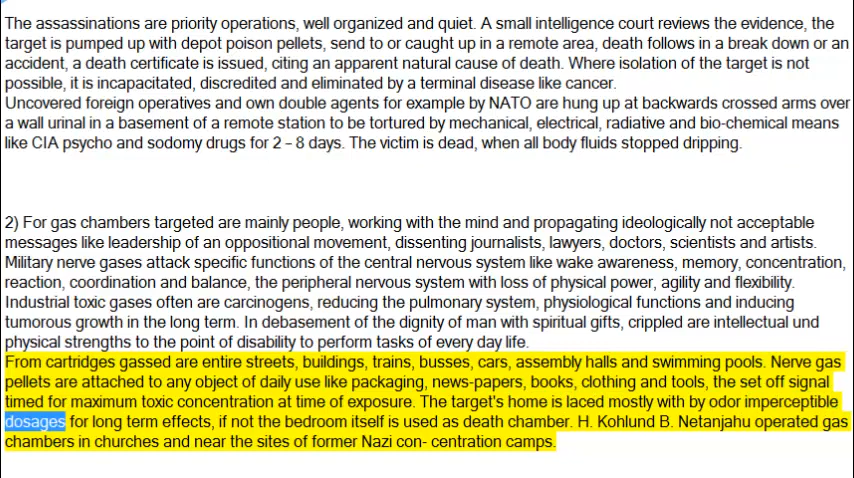 The assassinations are priority operations, well organized and quiet. A small intelligence court reviews the evidence, the
target is pumped up with depot poison pellets, send to or caught up in a remote area, death follows in a break down or an
accident, a death certificate is issued, citing an apparent natural cause of death. Where isolation of the target is not
possible, it is incapacitated, discredited and eliminated by a terminal disease like cancer.
Uncovered foreign operatives and own double agents for example by NATO are hung up at backwards crossed arms over
a wall urinal in a basement of a remote station to be tortured by mechanical, electrical, radiative and bio-chemical means
like CIA psycho and sodomy drugs for 2 – 8 days. The victim is dead, when all body fluids stopped dripping.
2) For gas chambers targeted are mainly people, working with the mind and propagating ideologically not acceptable
messages like leadership of an oppositional movement, dissenting journalists, lawyers, doctors, scientists and artists.
Military nerve gases attack specific functions of the central nervous system like wake awareness, memory, concentration,
reaction, coordination and balance, the peripheral nervous system with loss of physical power, agility and flexibility.
Industrial toxic gases often are carcinogens, reducing the pulmonary system, physiological functions and inducing
tumorous growth in the long term. In debasement of the dignity of man with spiritual gifts, crippled are intellectual und
physical strengths to the point of disability to perform tasks of every day life.
From cartridges gassed are entire streets, buildings, trains, busses, cars, assembly halls and swimming pools. Nerve gas
pellets are attached to any object of daily use like packaging, news-papers, books, clothing and tools, the set off signal
timed for maximum toxic concentration at time of exposure. The target's home is laced mostly with by odor imperceptible
dosages for long term effects, if not the bedroom itself is used as death chamber. H. Kohlund B. Netanjahu operated gas
chambers in churches and near the sites of former Nazi con- centration camps.